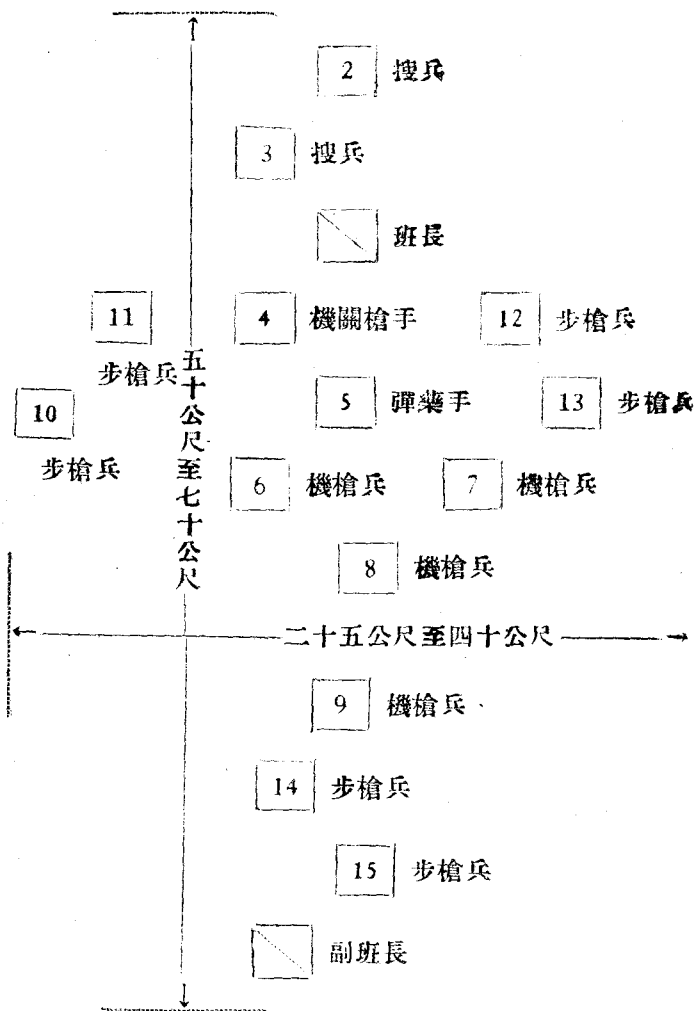 2 搜兵
3 搜兵
班長
11 步槍兵
4 機關槍手
12 步槍兵
10 步槍兵
5 彈藥手
13 步槍兵
6 機槍兵
7 機槍兵
8 機槍兵
五十公尺至七十公尺
二十五公尺至四十公尺
9 機槍兵
14 步槍兵
15 步槍兵
副班長